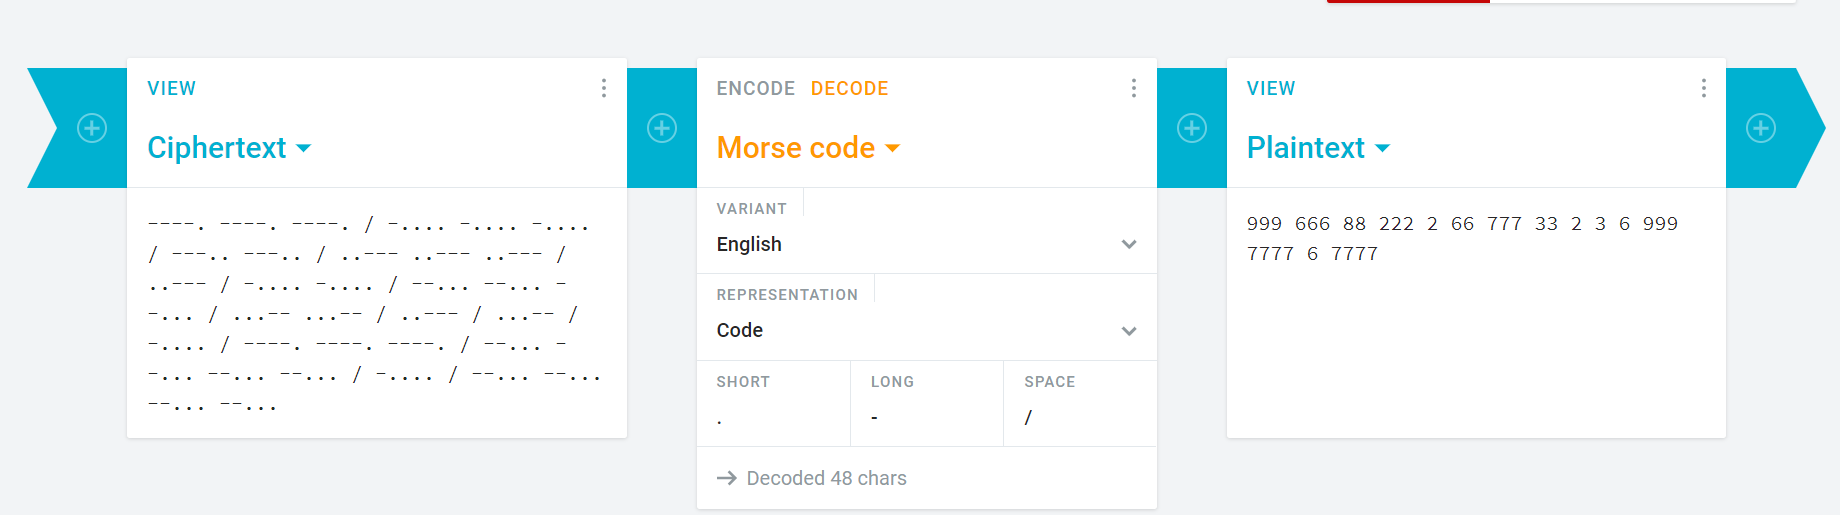 VIEW
Ciphertext
----. ----. ----. / -.... -.... -....
/ ---.. ---.. / ..--- ..--- ..--- /
..--- / -.... -.... / --... --... -
-... / ...-- ...-- / ..--- / ...-- /
-.... / ----. ----. ----. / --... -
-... --... --... / -.... / --... --...
--... --...
ENCODE DECODE
Morse code
VARIANT
English
REPRESENTATION
Code
SHORT LONG SPACE
. - /
→ Decoded 48 chars
VIEW
Plaintext
999 666 88 222 2 66 777 33 2 3 6 999
7777 6 7777